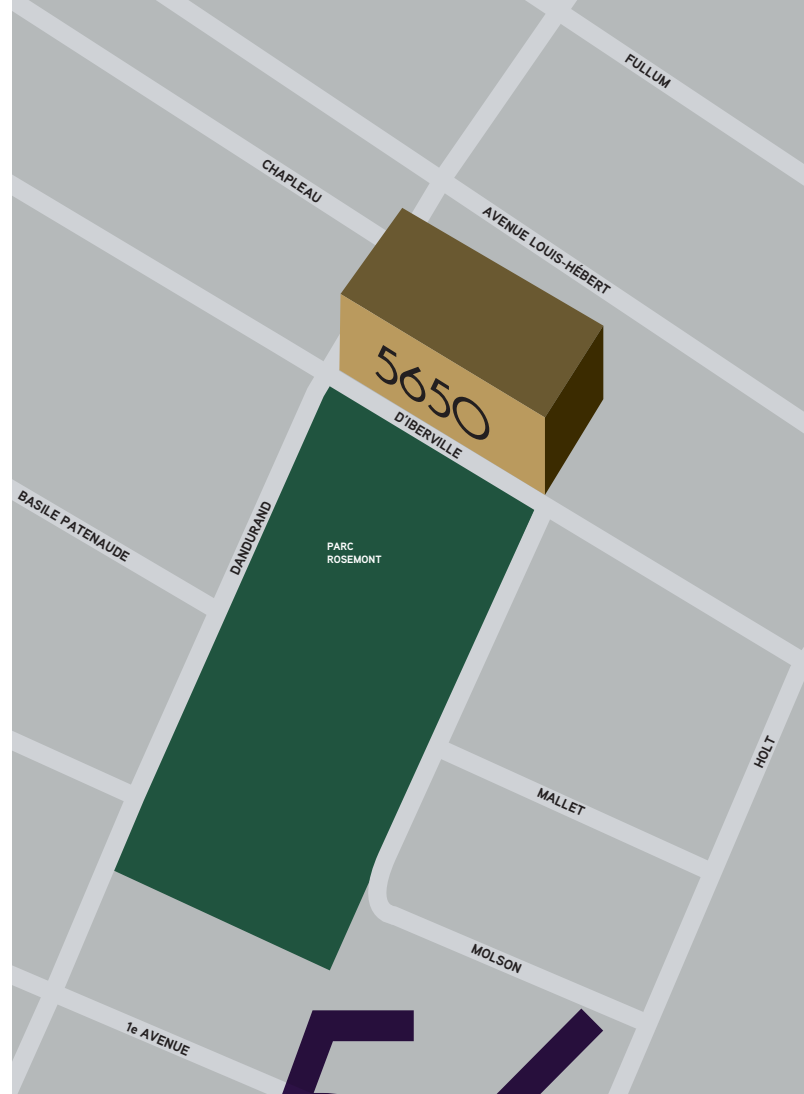 FULLUM
CHAPLEAU
AVENUE LOUIS-HÉBERT
5650
D'IBERVILLE
BASILE PATENAUDE
DANDURAND
PARC
ROSEMONT
HOLT
MALLET
MOLSON
1e AVENUE